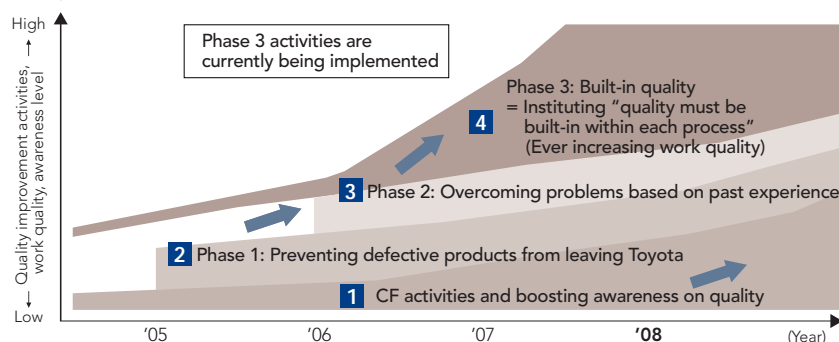 High
Quality improvement activities,
work quality, awareness level
Low
Phase 3 activities are
currently being implemented
4
Phase 3: Built-in quality
= Instituting “quality must be
built-in within each process”
(Ever increasing work quality)
3 Phase 2: Overcoming problems based on past experience
2 Phase 1: Preventing defective products from leaving Toyota
1 CF activities and boosting awareness on quality
'05 '06 '07 '08 (Year)